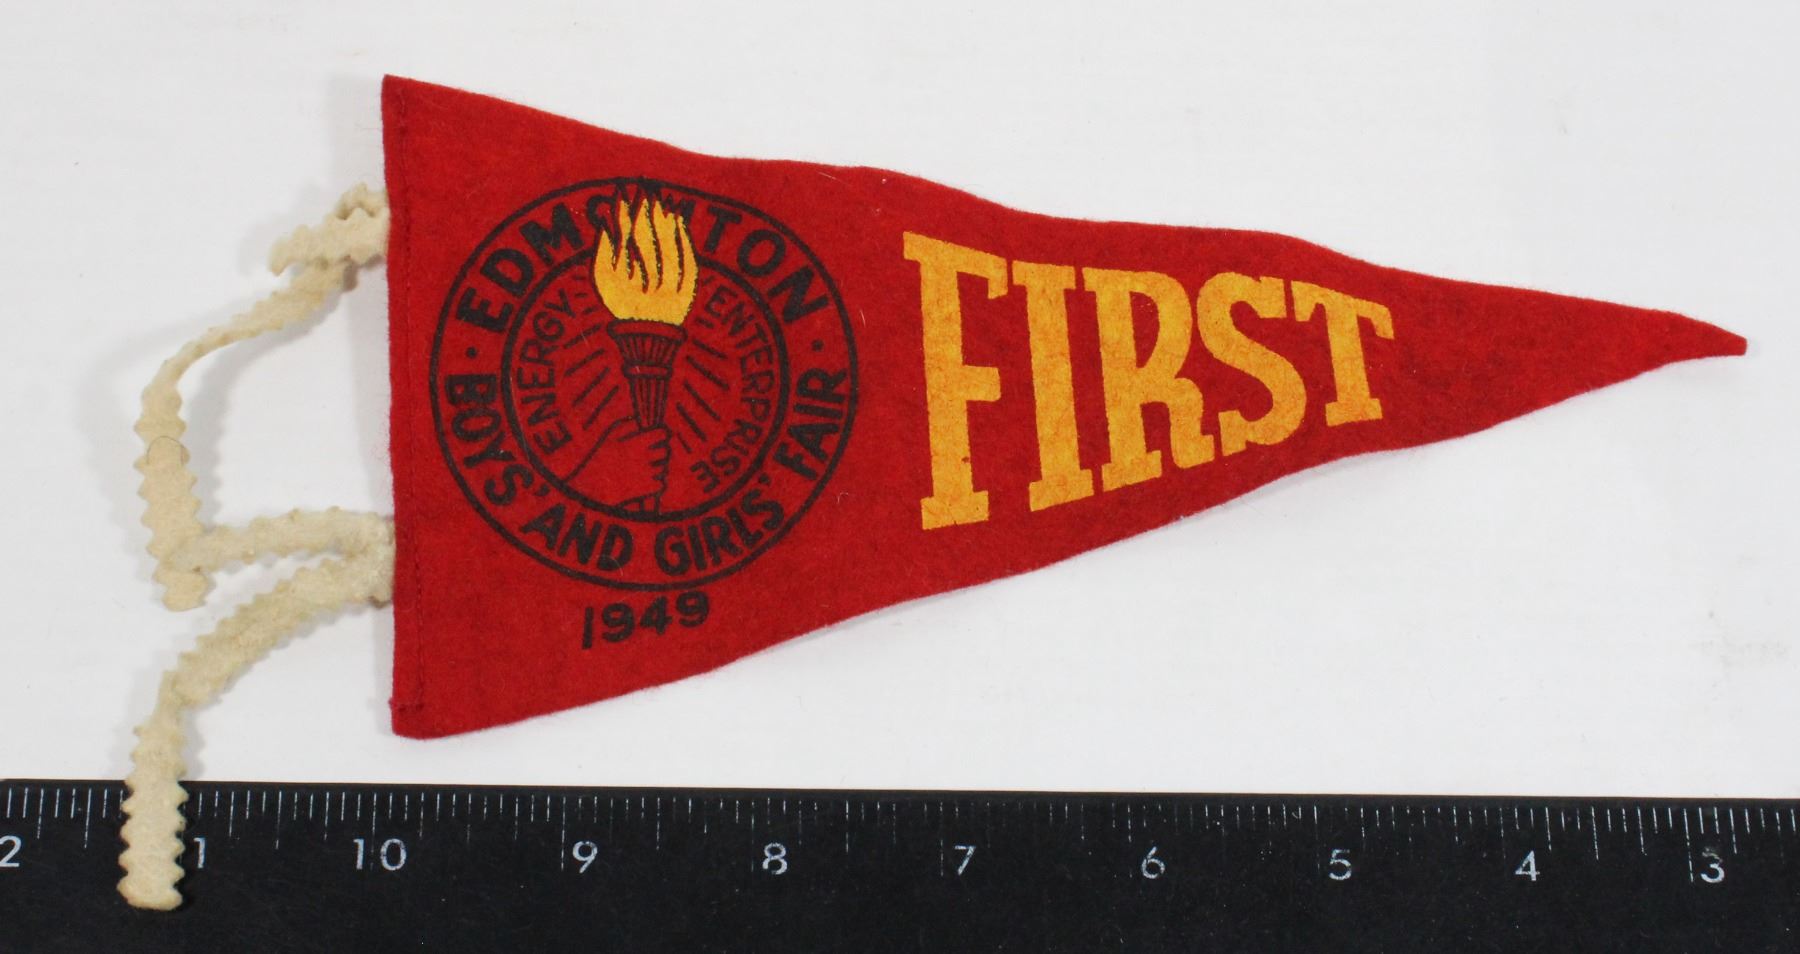 EDMONTON
ENERGY ENTERPRISE
BOYS' AND GIRLS' FAIR
1949
FIRST
2 1 10 9 8 7 6 5 4 3